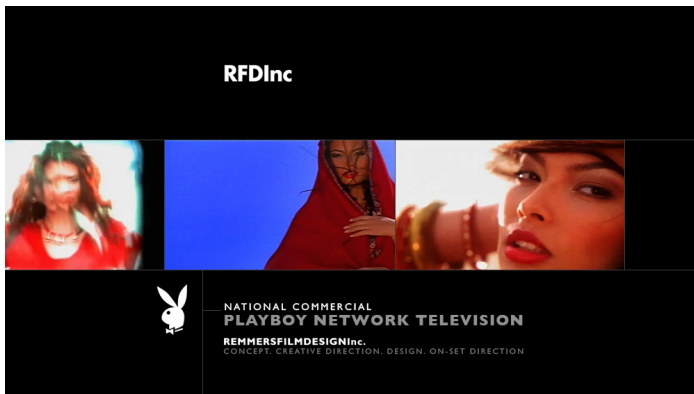 RFDInc
NATIONAL COMMERCIAL
PLAYBOY NETWORK TELEVISION
REMMERSFILMDESIGNInc.
CONCEPT. CREATIVE DIRECTION. DESIGN. ON-SET DIRECTION